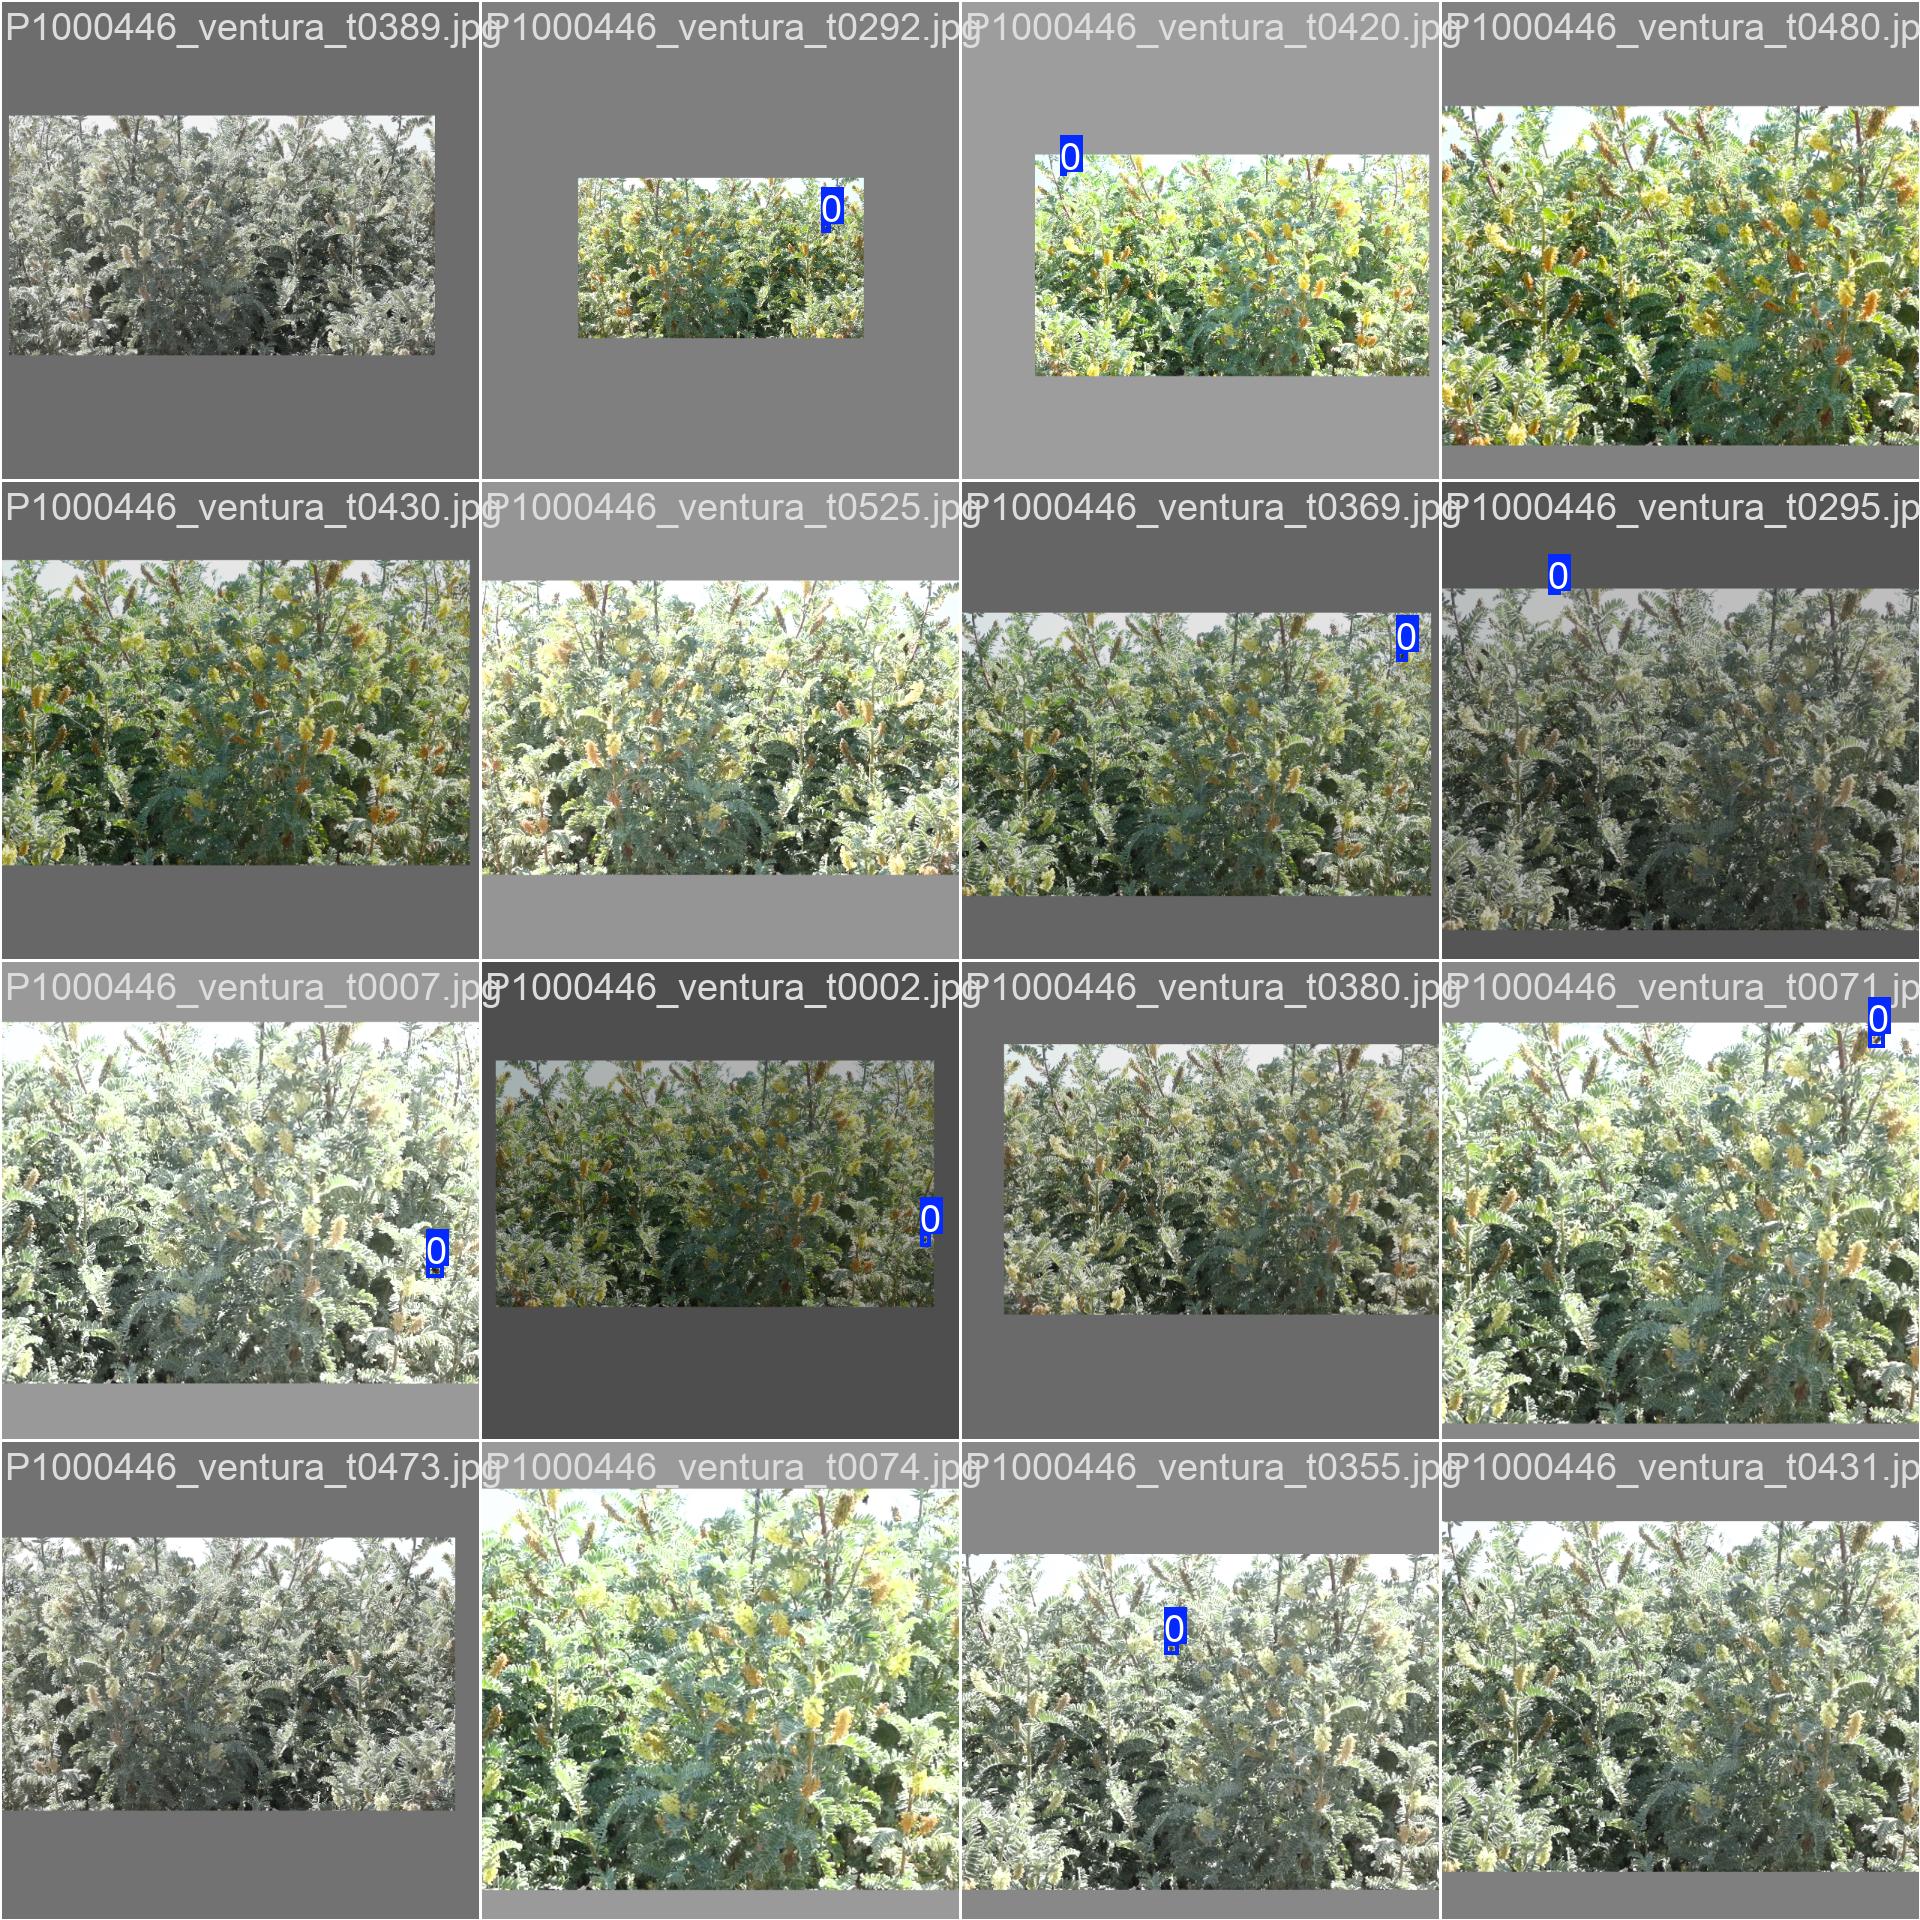 P1000446_ventura_t0389.jpg
P1000446_ventura_t0292.jpg
P1000446_ventura_t0420.jpg
P1000446_ventura_t0480.jp
0
0
P1000446_ventura_t0430.jpg
P1000446_ventura_t0525.jpg
P1000446_ventura_t0369.jpg
P1000446_ventura_t0295.jp
0
0
P1000446_ventura_t0007.jpg
P1000446_ventura_t0002.jpg
P1000446_ventura_t0380.jpg
P1000446_ventura_t0071.jp
0
0
0
P1000446_ventura_t0473.jpg
P1000446_ventura_t0074.jpg
P1000446_ventura_t0355.jpg
P1000446_ventura_t0431.jp
0